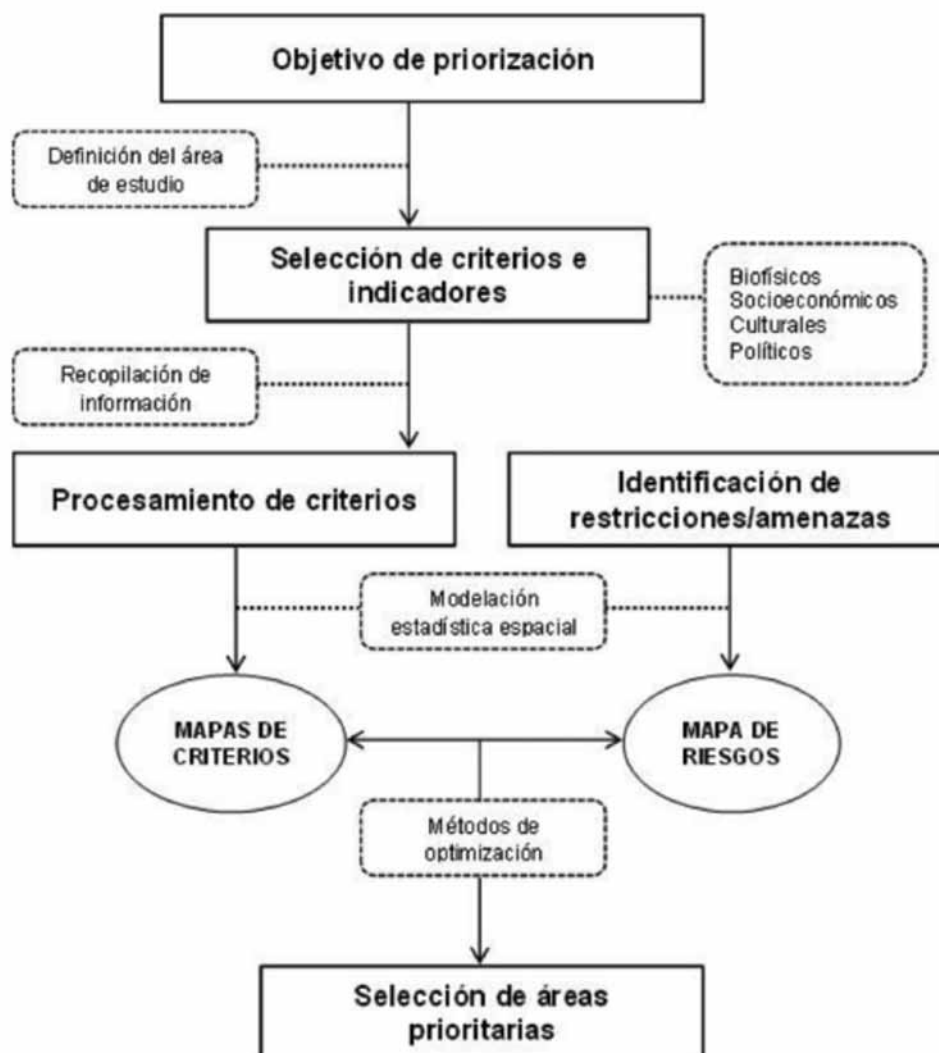 Objetivo de priorización
Definición del área
de estudio
Selección de criterios e
indicadores
Biofísicos
Socioeconómicos
Culturales
Políticos
Recopilación de
información
Procesamiento de criterios
Identificación de
restricciones/amenazas
Modelación
estadística espacial
MAPAS DE
CRITERIOS
MAPA DE
RIESGOS
Métodos de
optimización
Selección de áreas
prioritarias